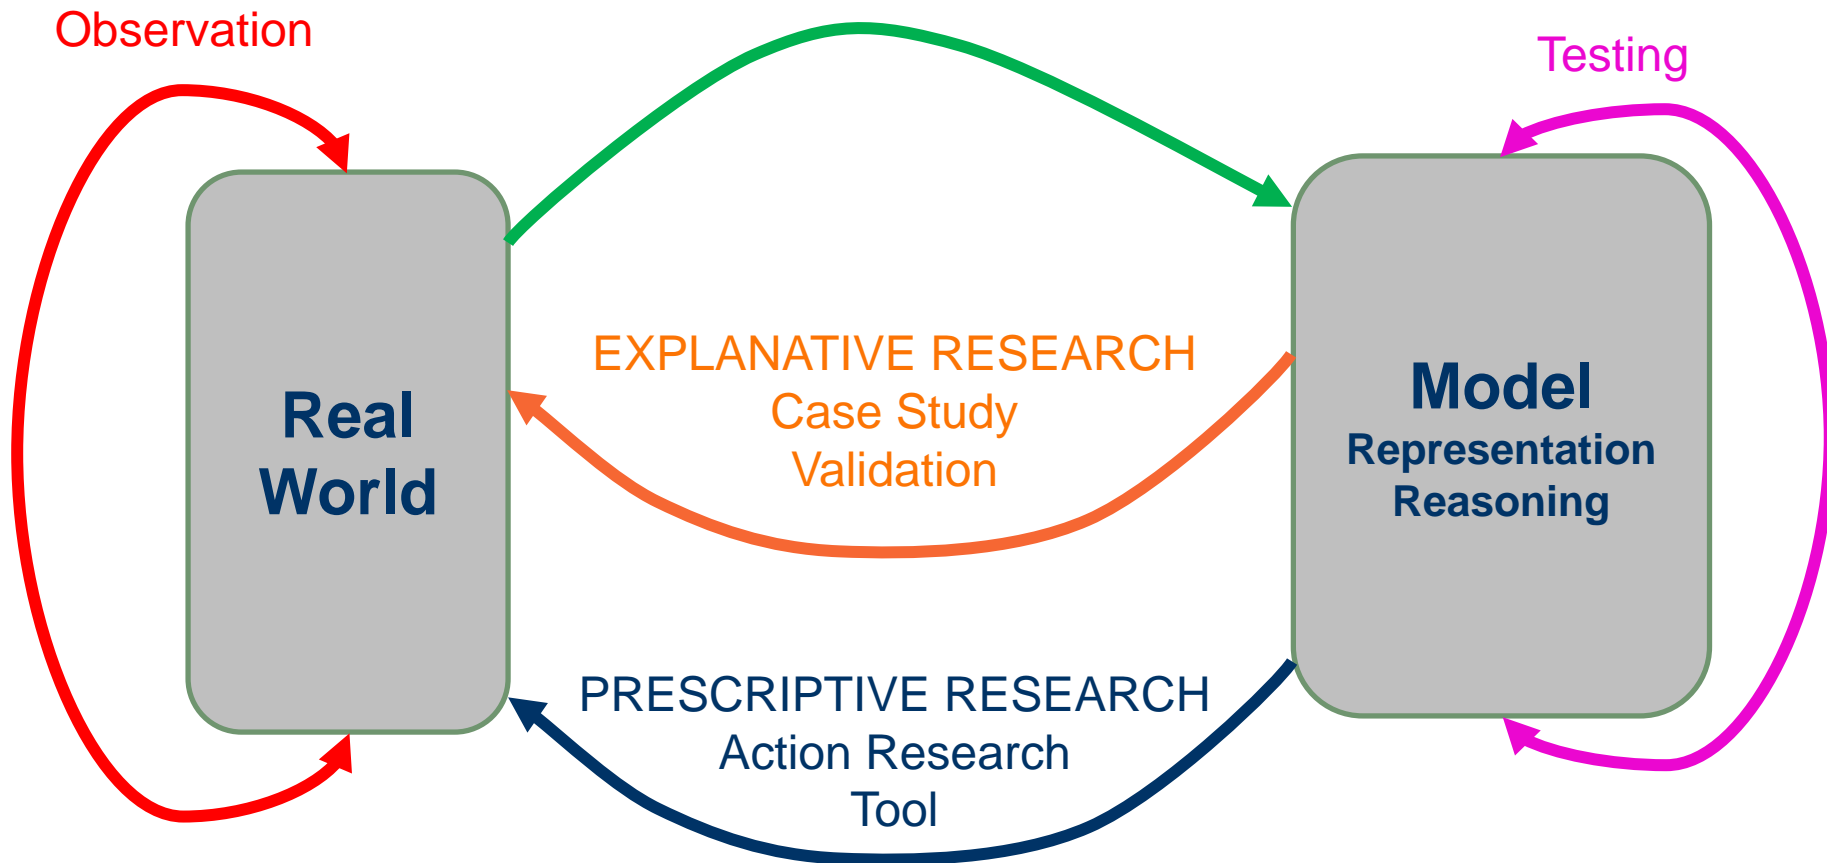 Observation
Testing
Real
World
EXPLANATIVE RESEARCH
Case Study
Validation
Model
Representation
Reasoning
PRESCRIPTIVE RESEARCH
Action Research
Tool